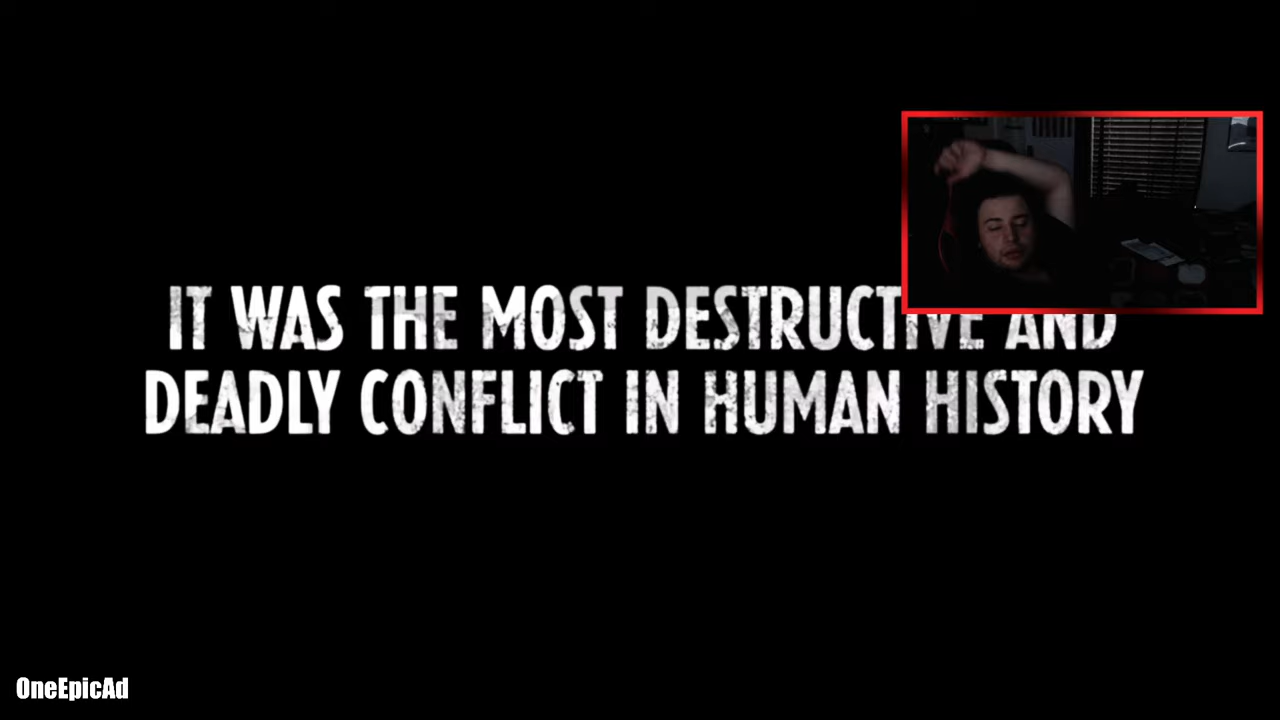 IT WAS THE MOST DESTRUCTIVE AND
DEADLY CONFLICT IN HUMAN HISTORY
OneEpicAd